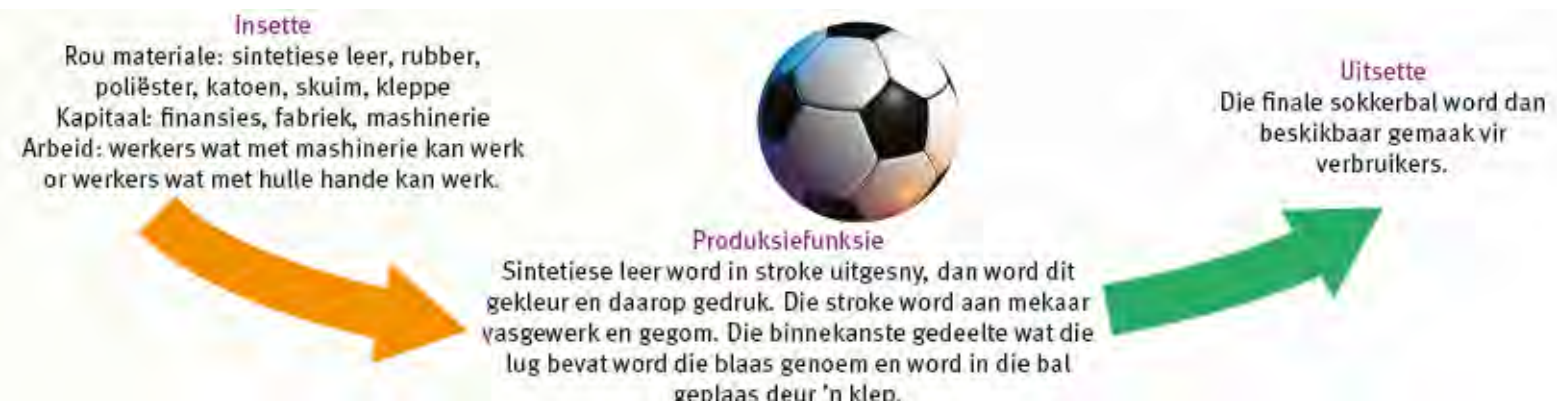 Insette
Rou materiale: sintetiese leer, rubber,
poliëster, katoen, skuim, kleppe
Kapitaal: finansies, fabriek, mashinerie
Arbeid: werkers wat met mashinerie kan werk
or werkers wat met hulle hande kan werk.
Produksiefunksie
Sintetiese leer word in stroke uitgesny, dan word dit
gekleur en daarop gedruk. Die stroke word aan mekaar
vasgewerk en gegom. Die binnekanste gedeelte wat die
lug bevat word die blaas genoem en word in die bal
geplaas deur 'n klep.
Uitsette
Die finale sokkerbal word dan
beskikbaar gemaak vir
verbruikers.